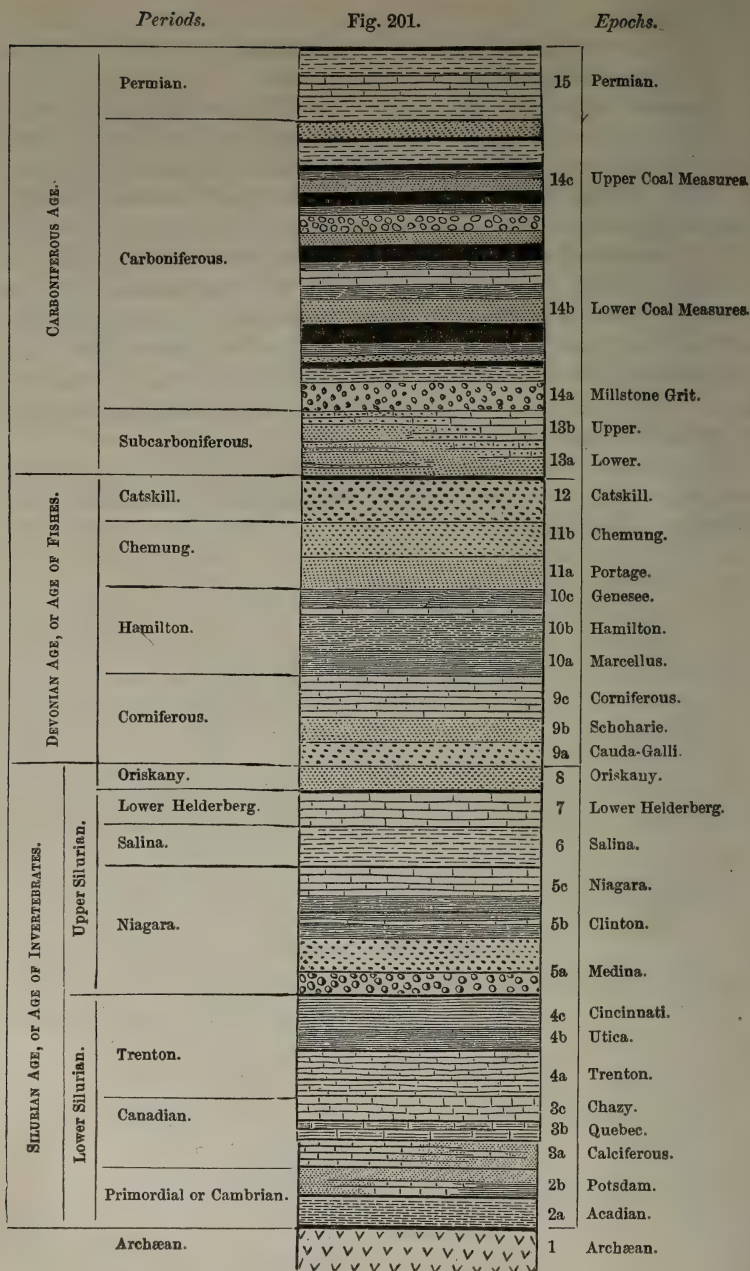 Periods. Fig. 201. Epochs.
CARBONIFEROUS AGE.
Permian. 15 Permian.
14c Upper Coal Measures
Carboniferous.
14b Lower Coal Measures
14a Millstone Grit.
13b Upper.
Subcarboniferous.
13a Lower.
DEVONIAN AGE, OR AGE OF FISHES.
Catskill. 12 Catskill.
11b Chemung.
Chemung.
11a Portage.
10c Genesee.
Hamilton. 10b Hamilton.
10a Marcellus.
9c Corniferous.
Corniferous.
9b Schoharie.
9a Cauda-Galli.
SILURIAN AGE, OR AGE OF INVERTEBRATES.
Upper Silurian.
Oriskany. 8 Oriskany.
Lower Helderberg. 7 Lower Helderberg.
Salina. 6 Salina.
5c Niagara.
Niagara. 5b Clinton.
5a Medina.
Lower Silurian.
4c Cincinnati.
4b Utica.
Trenton.
4a Trenton.
3c Chazy.
Canadian.
3b Quebec.
3a Calciferous.
2b Potsdam.
Primordial or Cambrian.
2a Acadian.
Archæan. 1 Archæan.